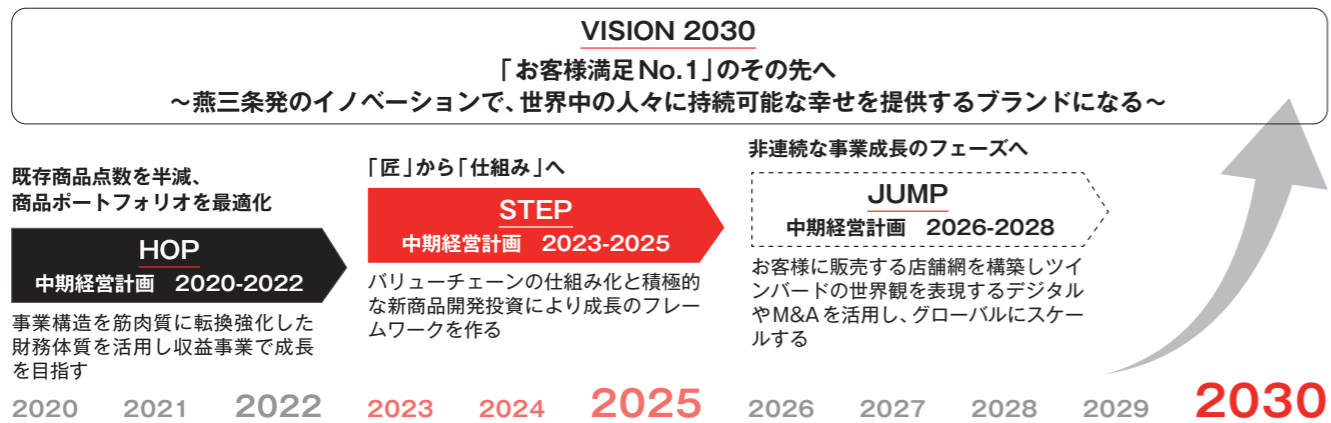 VISION 2030
「お客様満足No.1」のその先へ
〜燕三条発のイノベーションで、世界中の人々に持続可能な幸せを提供するブランドになる〜
既存商品点数を半減、
商品ポートフォリオを最適化
HOP
中期経営計画 2020-2022
事業構造を筋肉質に転換強化した
財務体質を活用し収益事業で成長
を目指す
「匠」から「仕組み」へ
STEP
中期経営計画 2023-2025
バリューチェーンの仕組み化と積極的
な新商品開発投資により成長のフレー
ムワークを作る
非連続な事業成長のフェーズへ
JUMP
中期経営計画 2026-2028
お客様に販売する店舗網を構築しツイ
ンバードの世界観を表現するデジタル
やM&Aを活用し、グローバルにスケー
ルする
2020 2021 2022 2023 2024 2025 2026 2027 2028 2029 2030